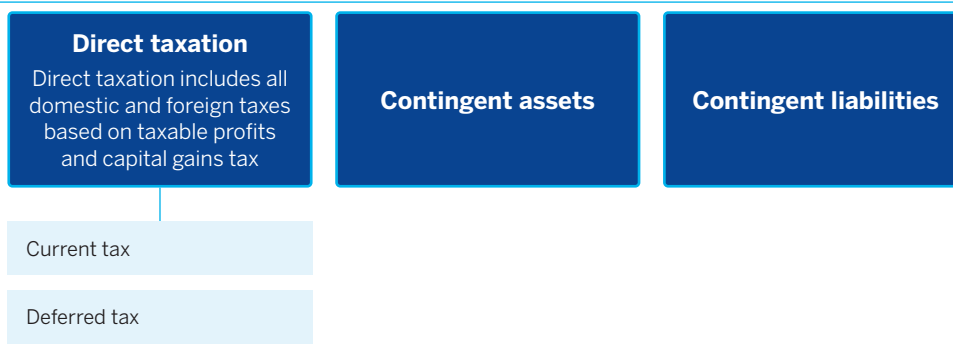 Direct taxation
Direct taxation includes all
domestic and foreign taxes
based on taxable profits
and capital gains tax
Contingent assets
Contingent liabilities
Current tax
Deferred tax